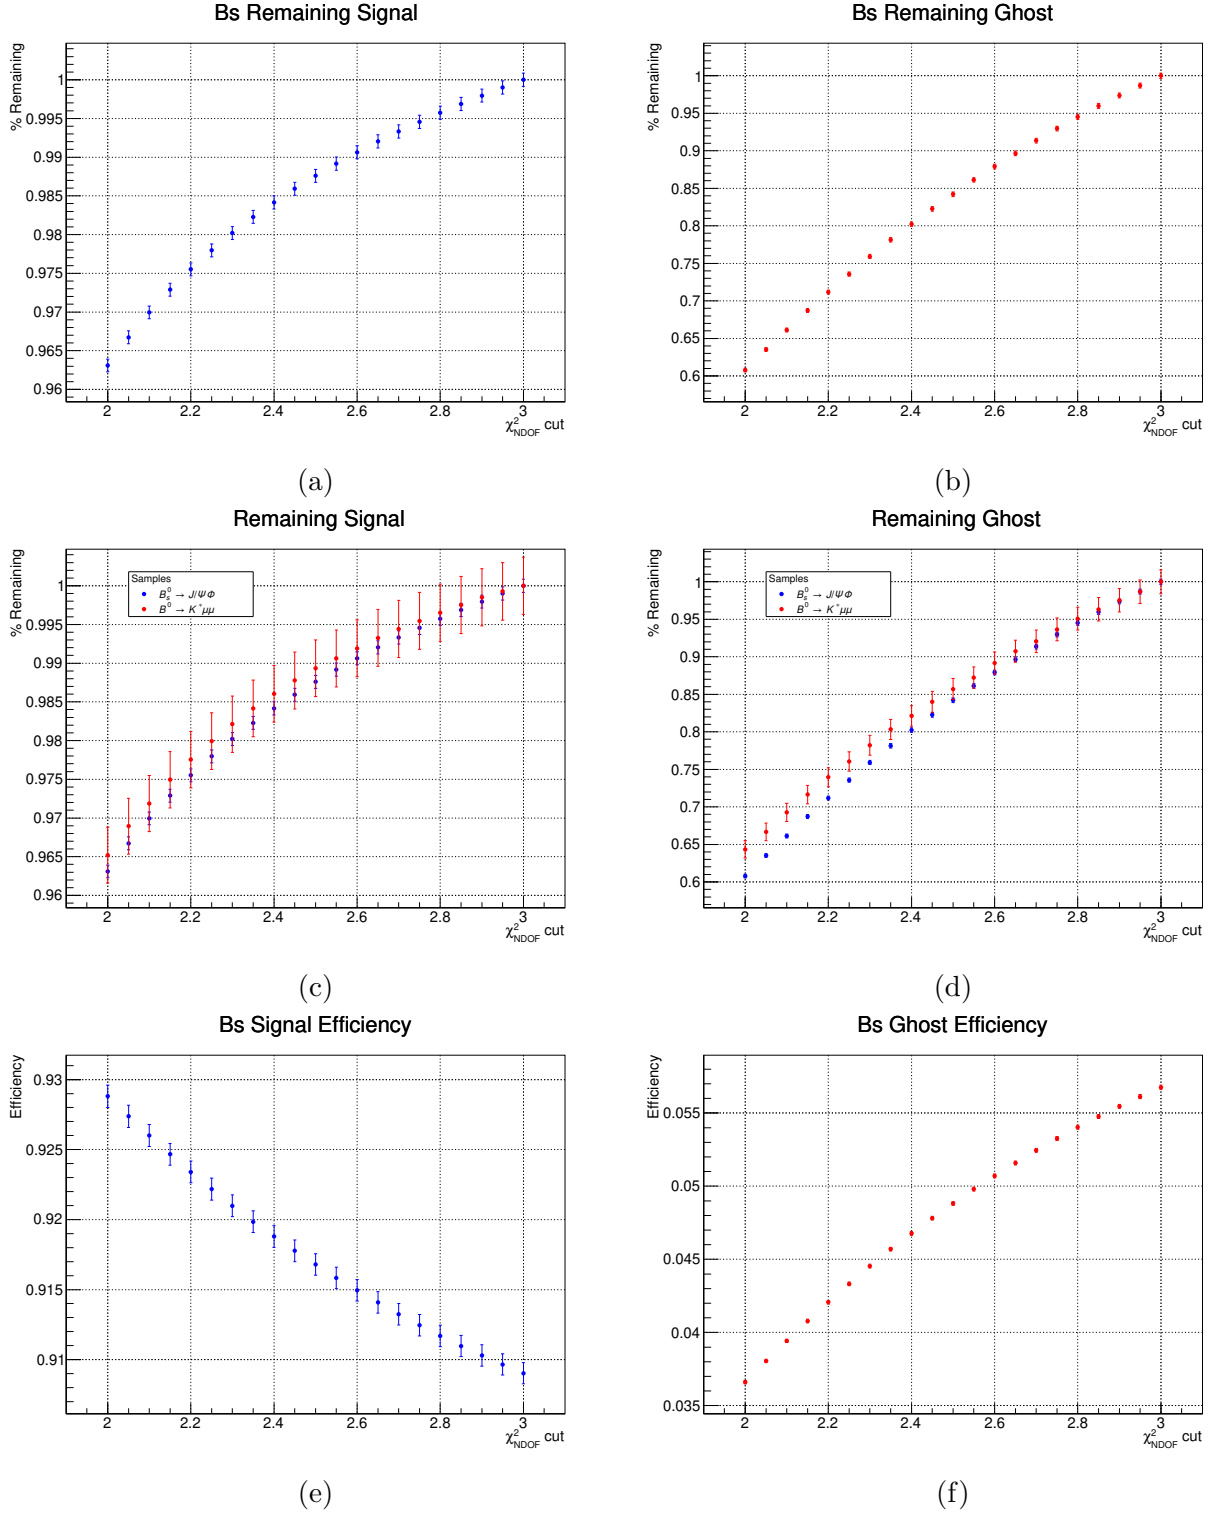 Bs Remaining Signal
% Remaining
1
0.995
0.99
0.985
0.98
0.975
0.97
0.965
0.96
2 2.2 2.4 2.6 2.8 3
χ²NDOF cut
(a)
Bs Remaining Ghost
% Remaining
1
0.95
0.9
0.85
0.8
0.75
0.7
0.65
0.6
2 2.2 2.4 2.6 2.8 3
χ²NDOF cut
(b)
Remaining Signal
% Remaining
Samples
B⁰s → J/ΨΦ
B⁰ → K*μμ
1
0.995
0.99
0.985
0.98
0.975
0.97
0.965
0.96
2 2.2 2.4 2.6 2.8 3
χ²NDOF cut
(c)
Remaining Ghost
% Remaining
Samples
B⁰s → J/ΨΦ
B⁰ → K*μμ
1
0.95
0.9
0.85
0.8
0.75
0.7
0.65
0.6
2 2.2 2.4 2.6 2.8 3
χ²NDOF cut
(d)
Bs Signal Efficiency
Efficiency
0.93
0.925
0.92
0.915
0.91
2 2.2 2.4 2.6 2.8 3
χ²NDOF cut
(e)
Bs Ghost Efficiency
Efficiency
0.055
0.05
0.045
0.04
0.035
2 2.2 2.4 2.6 2.8 3
χ²NDOF cut
(f)